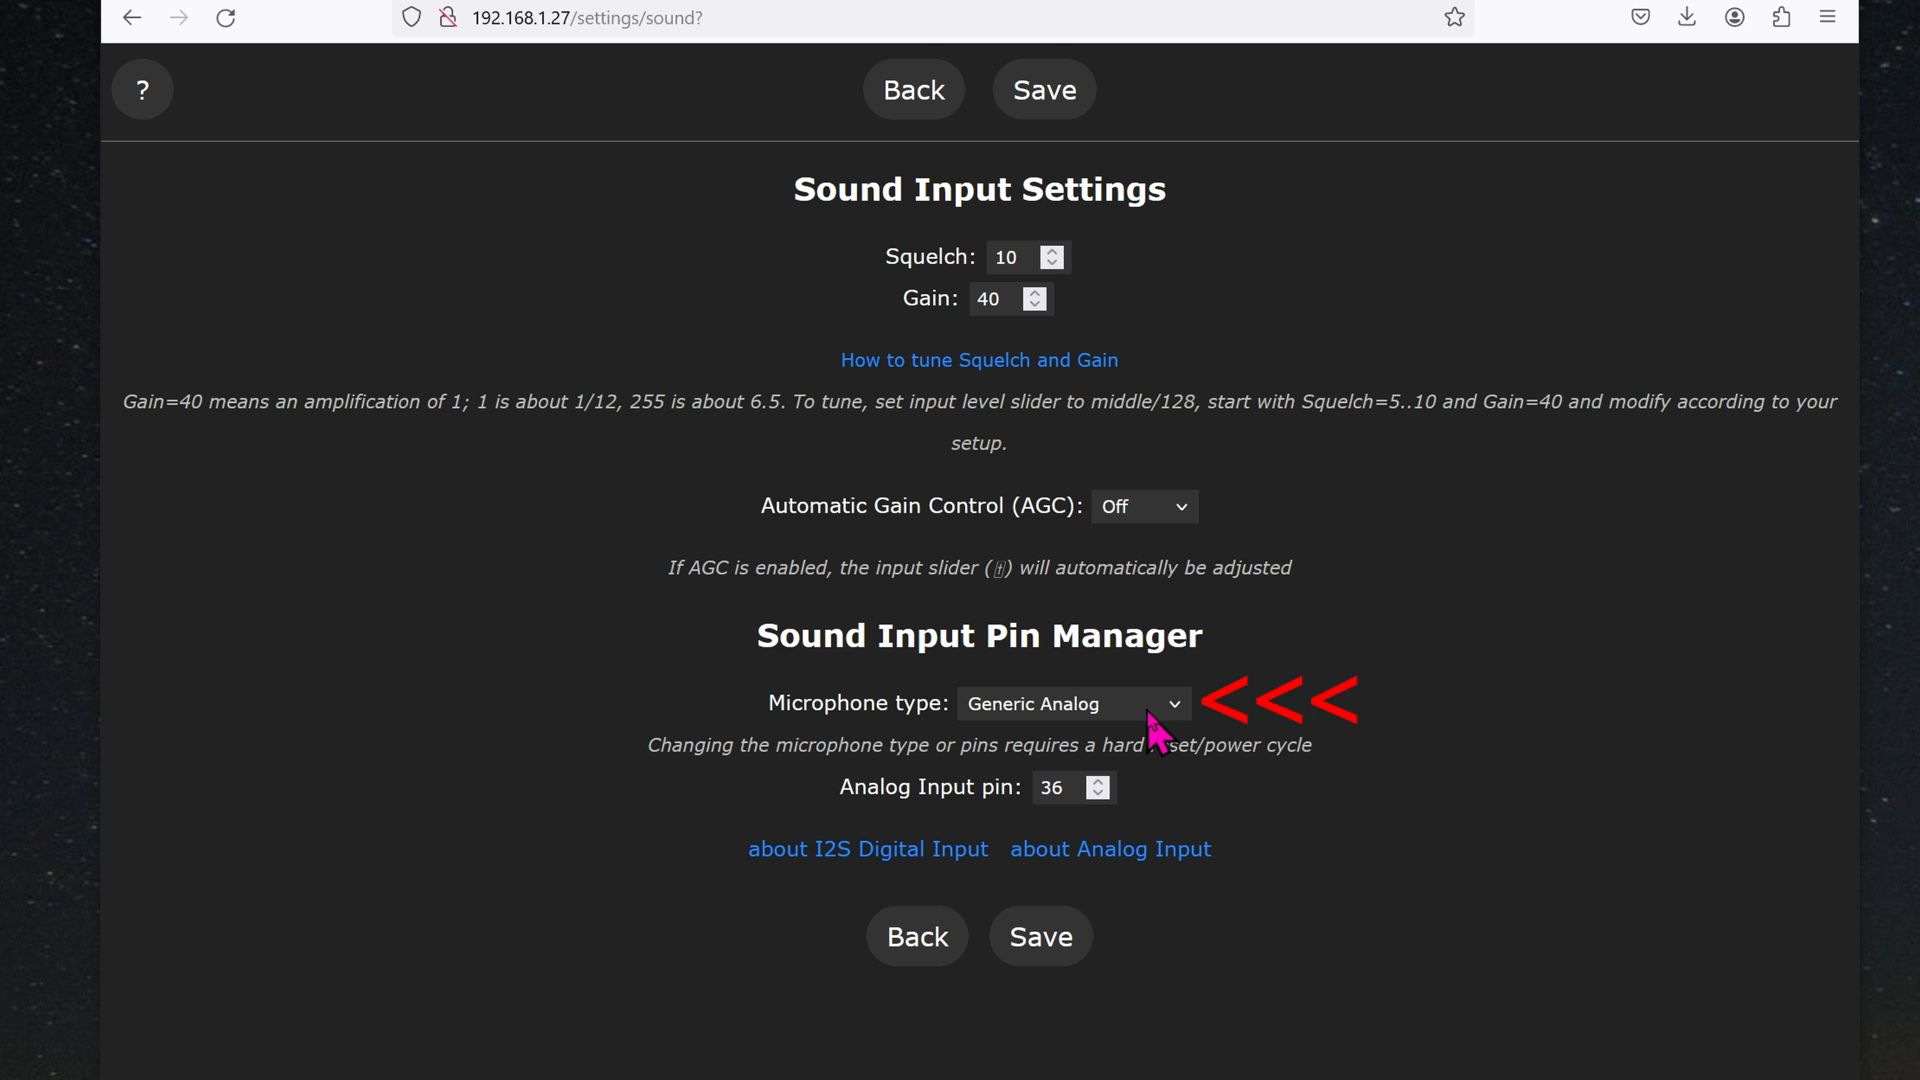 192.168.1.27/settings/sound?
?
Back Save
Sound Input Settings
Squelch: 10
Gain: 40
How to tune Squelch and Gain
Gain=40 means an amplification of 1; 1 is about 1/12, 255 is about 6.5. To tune, set input level slider to middle/128, start with Squelch=5..10 and Gain=40 and modify according to your
setup.
Automatic Gain Control (AGC): Off
If AGC is enabled, the input slider (🎚) will automatically be adjusted
Sound Input Pin Manager
Microphone type: Generic Analog <<<
Changing the microphone type or pins requires a hard set/power cycle
Analog Input pin: 36
about I2S Digital Input about Analog Input
Back Save